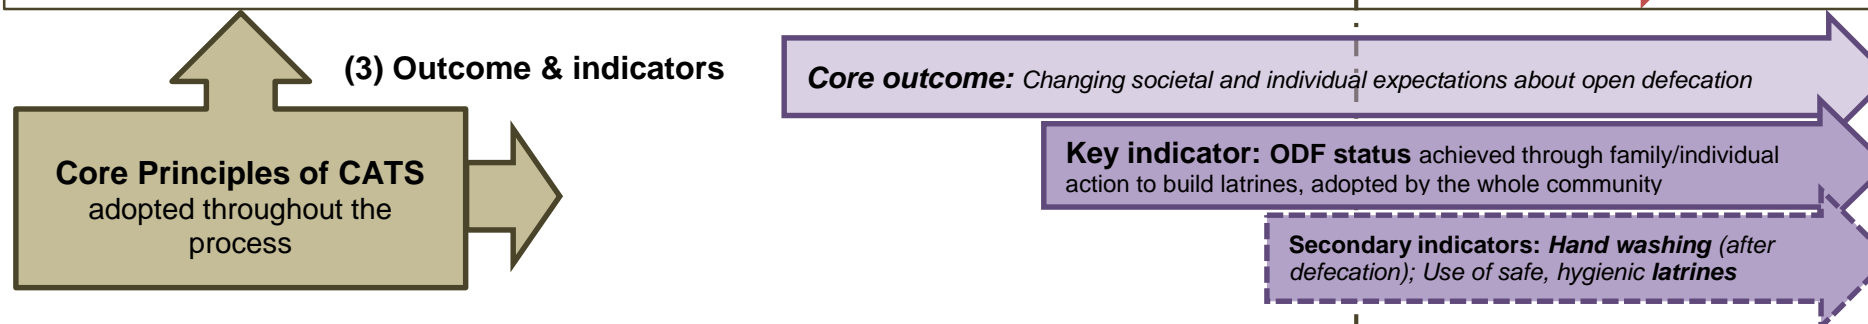 (3) Outcome & indicators
Core outcome: Changing societal and individual expectations about open defecation
Core Principles of CATS
adopted throughout the
process
Key indicator: ODF status achieved through family/individual
action to build latrines, adopted by the whole community
Secondary indicators: Hand washing (after
defecation); Use of safe, hygienic latrines